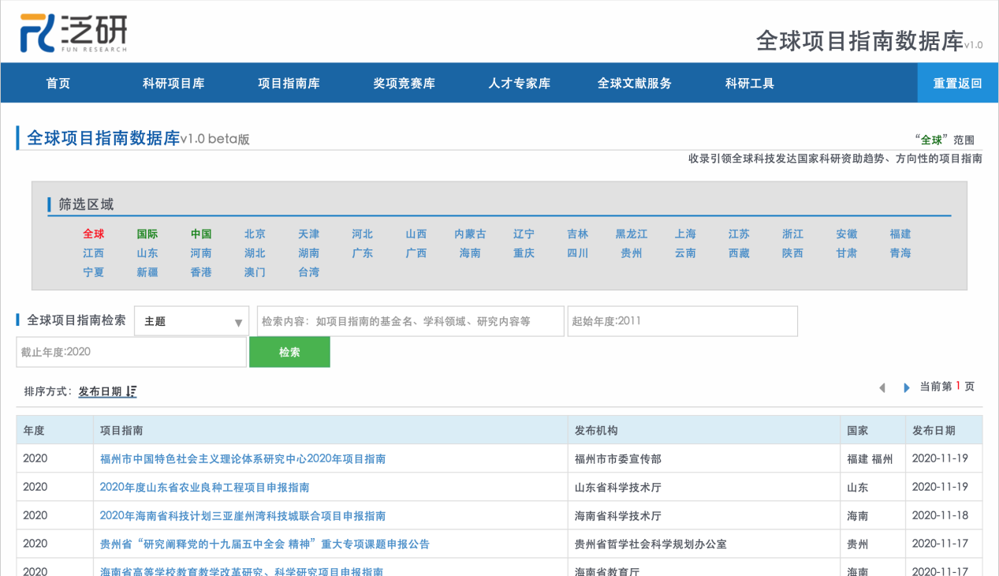 泛研
FUN RESEARCH
全球项目指南数据库v1.0
首页 科研项目库 项目指南库 奖项竞赛库 人才专家库 全球文献服务 科研工具 重置返回
全球项目指南数据库v1.0 beta版
“全球”范围
收录引领全球科技发达国家科研资助趋势、方向性的项目指南
筛选区域
全球 国际 中国 北京 天津 河北 山西 内蒙古 辽宁 吉林 黑龙江 上海 江苏 浙江 安徽 福建
江西 山东 河南 湖北 湖南 广东 广西 海南 重庆 四川 贵州 云南 西藏 陕西 甘肃 青海
宁夏 新疆 香港 澳门 台湾
全球项目指南检索 主题 ▼ 检索内容：如项目指南的基金名、学科领域、研究内容等 起始年度:2011
截止年度:2020 检索
排序方式：发布日期 当前第 1 页
年度 项目指南 发布机构 国家 发布日期
2020 福州市中国特色社会主义理论体系研究中心2020年项目指南 福州市市委宣传部 福建 福州 2020-11-19
2020 2020年度山东省农业良种工程项目申报指南 山东省科学技术厅 山东 2020-11-19
2020 2020年海南省科技计划三亚崖州湾科技城联合项目申报指南 海南省科学技术厅 海南 2020-11-18
2020 贵州省“研究阐释党的十九届五中全会 精神”重大专项课题申报公告 贵州省哲学社会科学规划办公室 贵州 2020-11-17
2020 海南省高等学校教育教学改革研究、科学研究项目申报指南 海南省教育厅 海南 2020-11-17